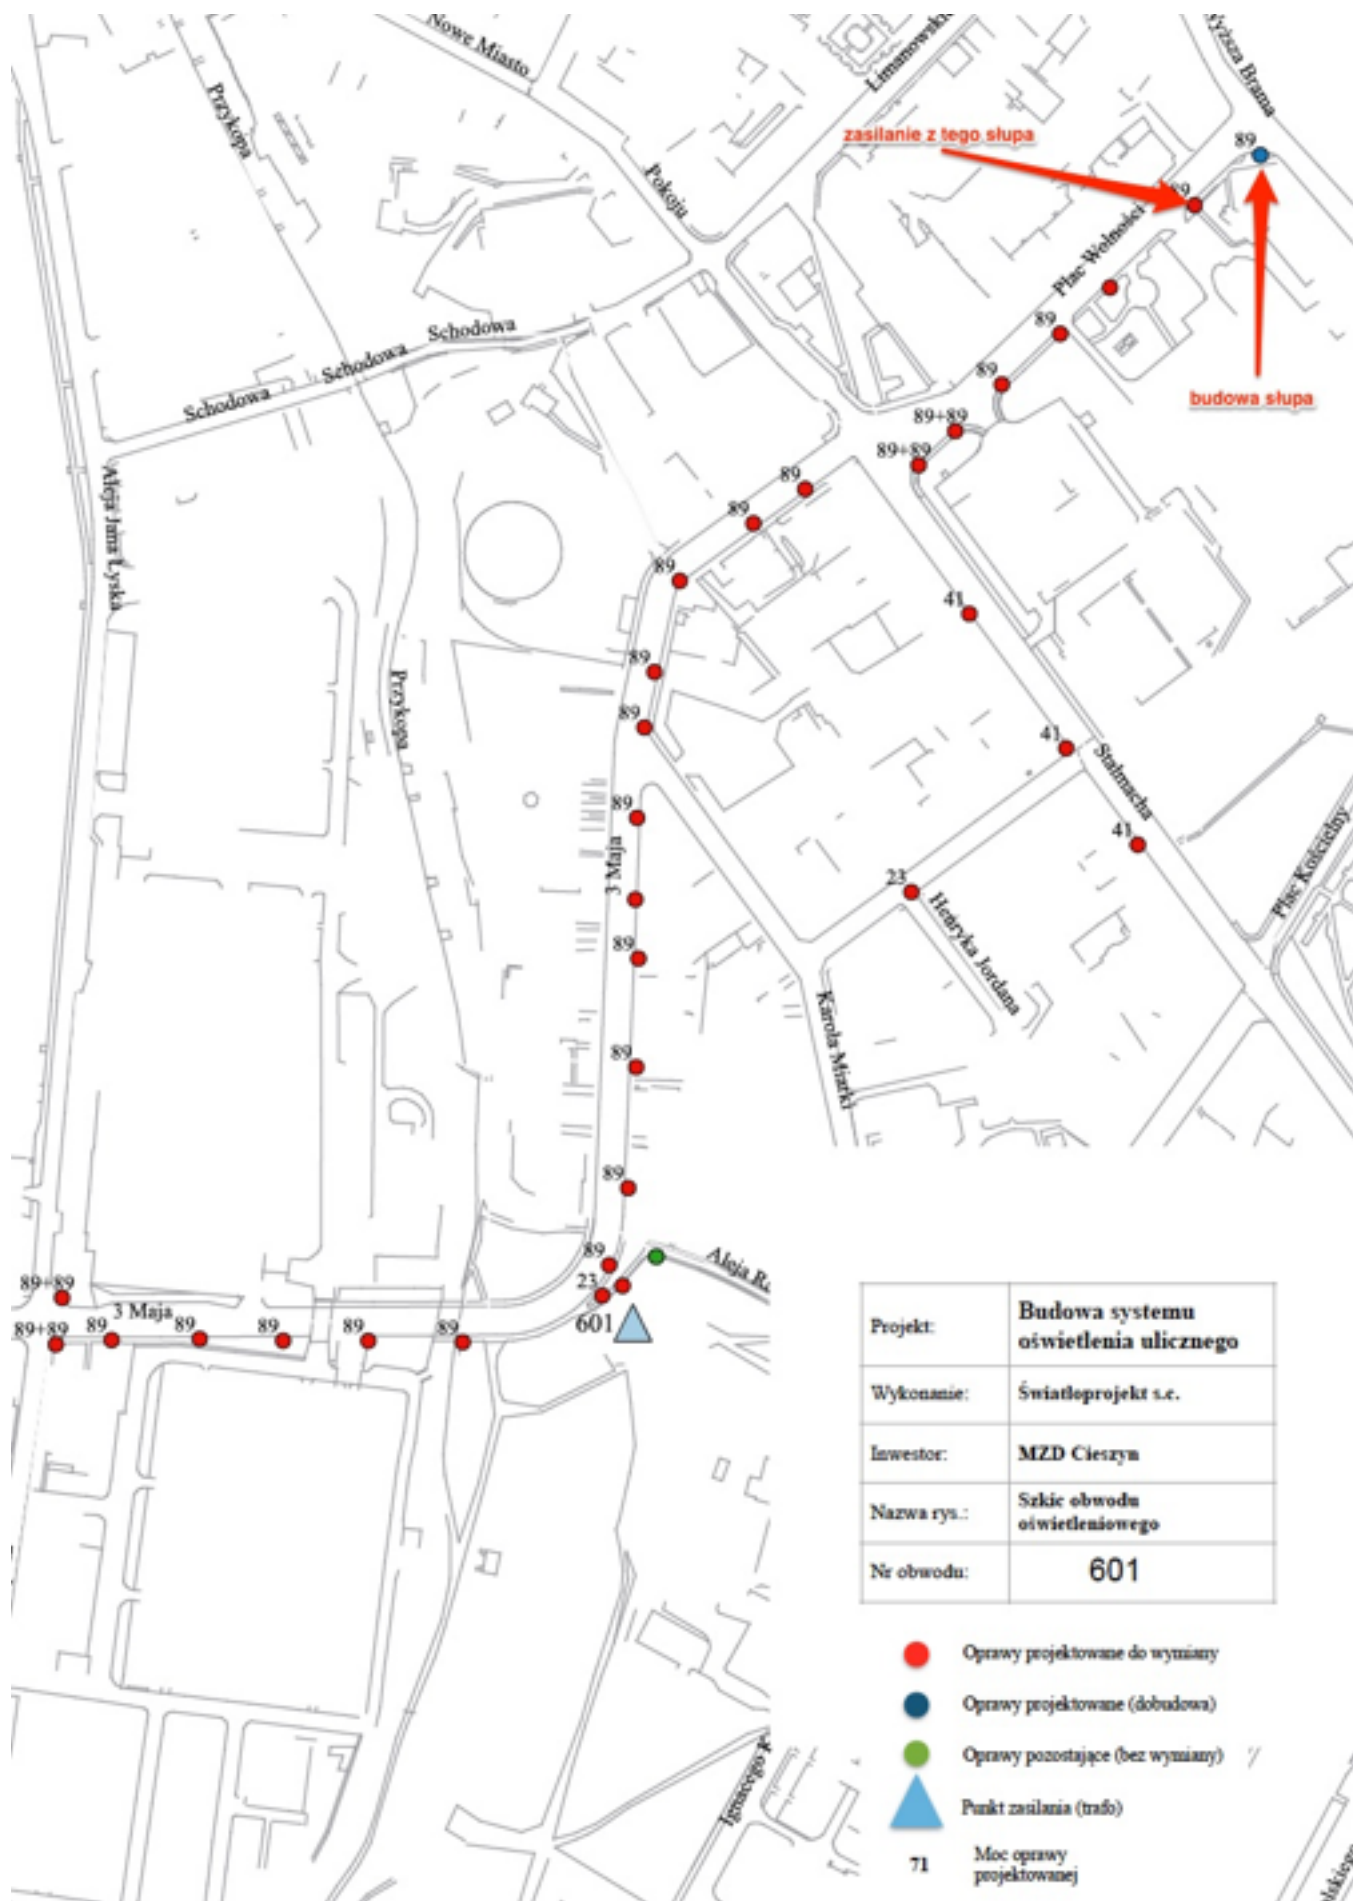 Nowe Miasto
Limanowskie
Wyższa Brama
Przykopa
Pokoju
zasilanie z tego słupa
89
89
Plac Wolności
89
89
budowa słupa
Schodowa
Schodowa
Schodowa
89+89
89+89
Aleja Jana Łyska
89
89
89
41
89
Przykopa
89
41
Stalmacha
89
3 Maja
41
Plac Kościelny
23
Henryka Jordana
89
Karola Miarki
89
89
89
Aleja Ra
23
601
89+89
3 Maja
89+89
89
89
89
89
89
Projekt:
Budowa systemu
oświetlenia ulicznego
Wykonanie:
Światłoprojekt s.c.
Inwestor:
MZD Cieszyn
Nazwa rys.:
Szkic obwodu
oświetleniowego
Nr obwodu:
601
Oprawy projektowane do wymiany
Oprawy projektowane (dobudowa)
Oprawy pozostające (bez wymiany)
Punkt zasilania (trafo)
71
Moc oprawy
projektowanej
Ignacego K